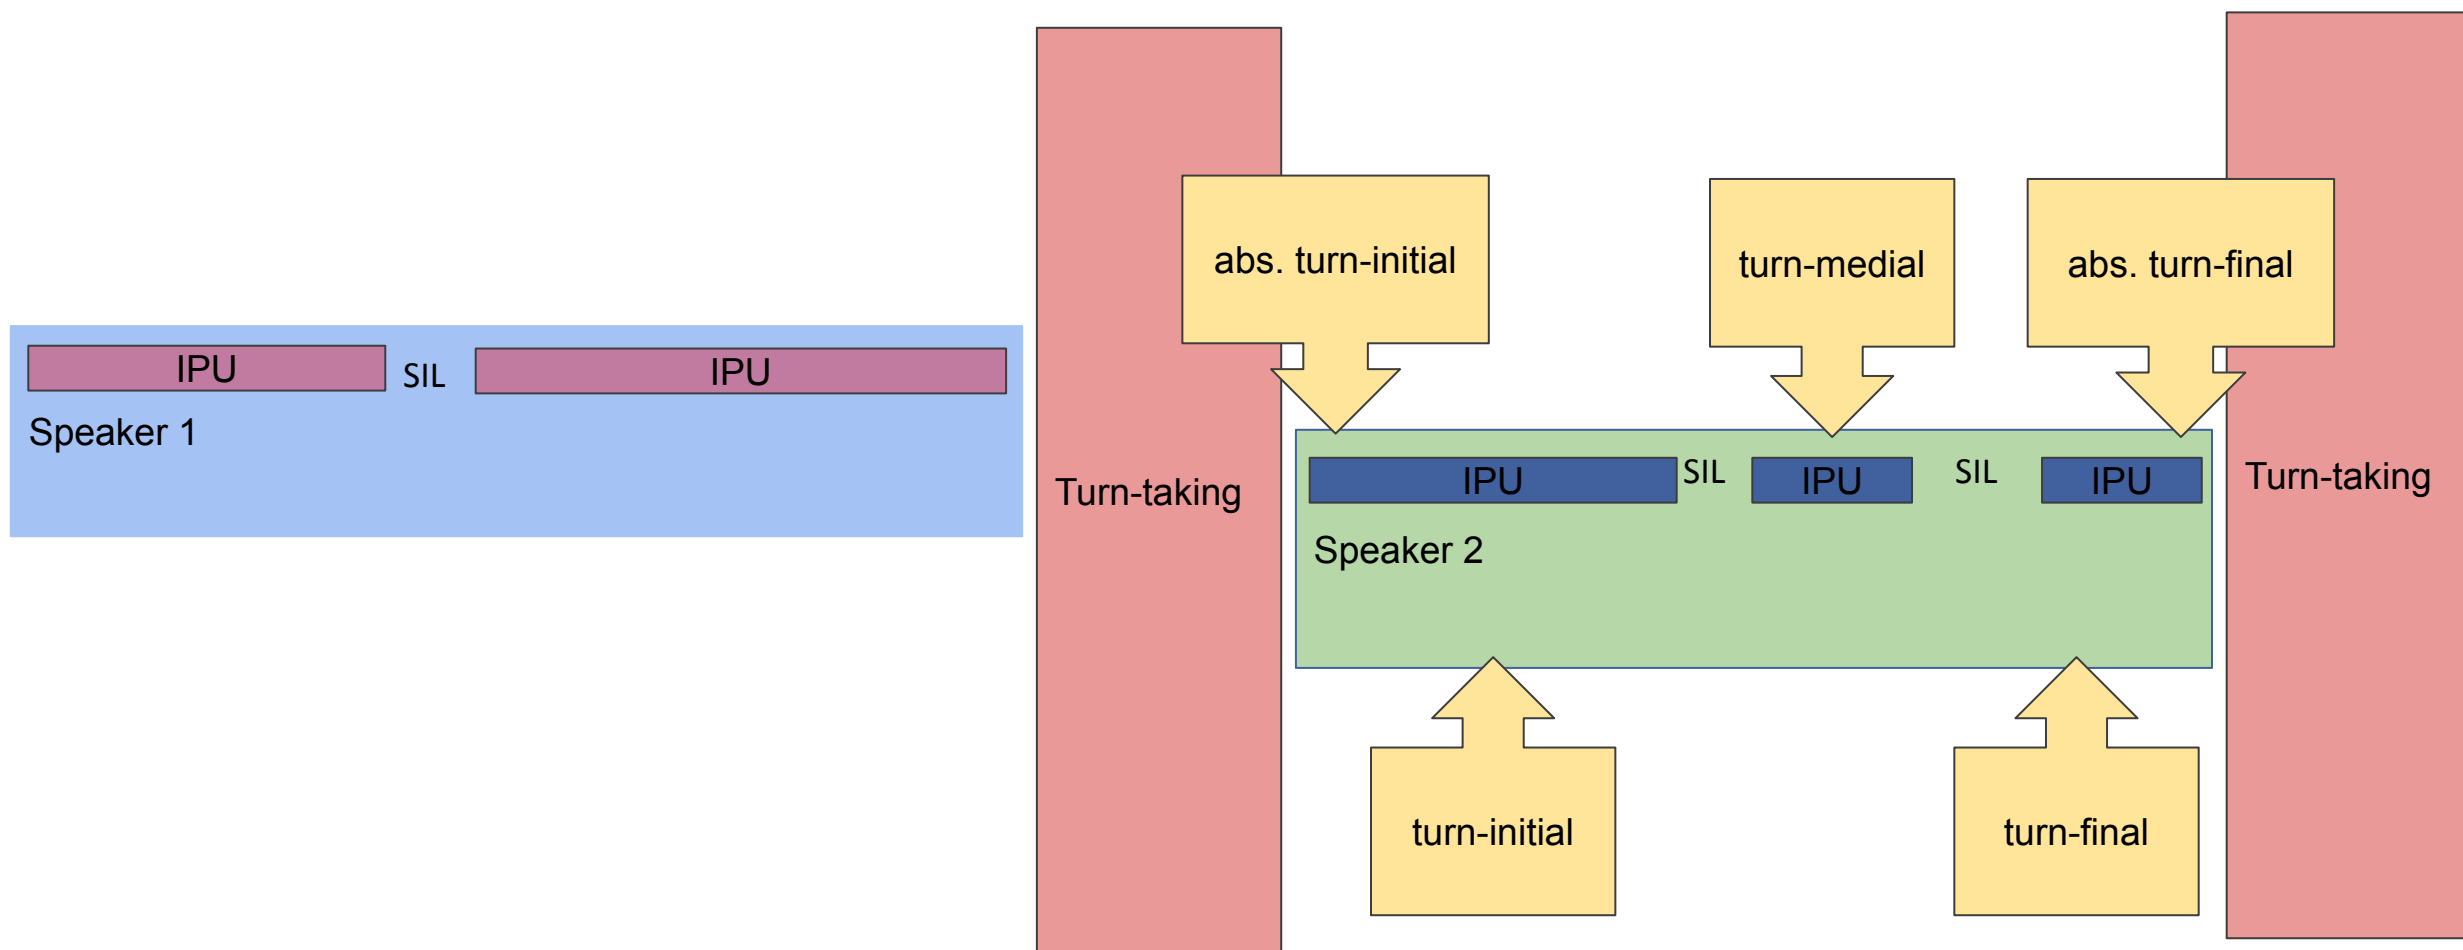 abs. turn-initial
turn-medial
abs. turn-final
IPU
SIL
IPU
Speaker 1
Turn-taking
IPU
SIL
IPU
SIL
IPU
Speaker 2
Turn-taking
turn-initial
turn-final